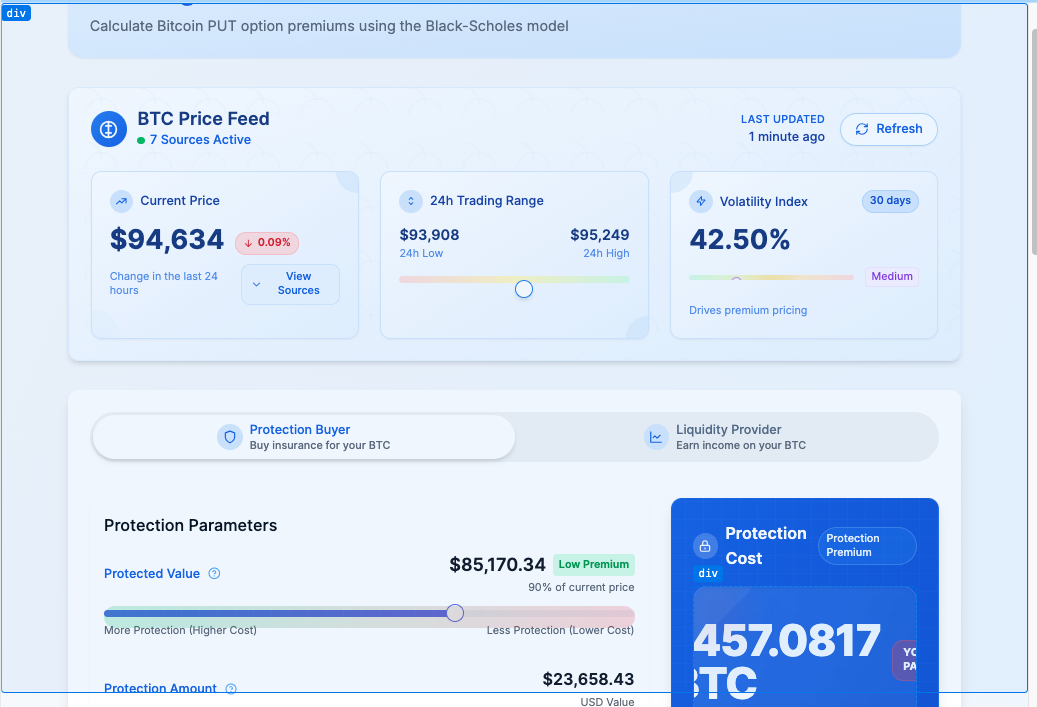 div
Calculate Bitcoin PUT option premiums using the Black-Scholes model
BTC Price Feed
7 Sources Active
LAST UPDATED
1 minute ago
Refresh
Current Price
$94,634
0.09%
Change in the last 24
hours
View
Sources
24h Trading Range
$93,908
$95,249
24h Low
24h High
Volatility Index
30 days
42.50%
Medium
Drives premium pricing
Protection Buyer
Buy insurance for your BTC
Liquidity Provider
Earn income on your BTC
Protection Parameters
Protected Value
$85,170.34
Low Premium
90% of current price
More Protection (Higher Cost)
Less Protection (Lower Cost)
Protection Amount
$23,658.43
USD Value
Protection
Cost
Protection
Premium
div
457.0817
BTC
YO
PA